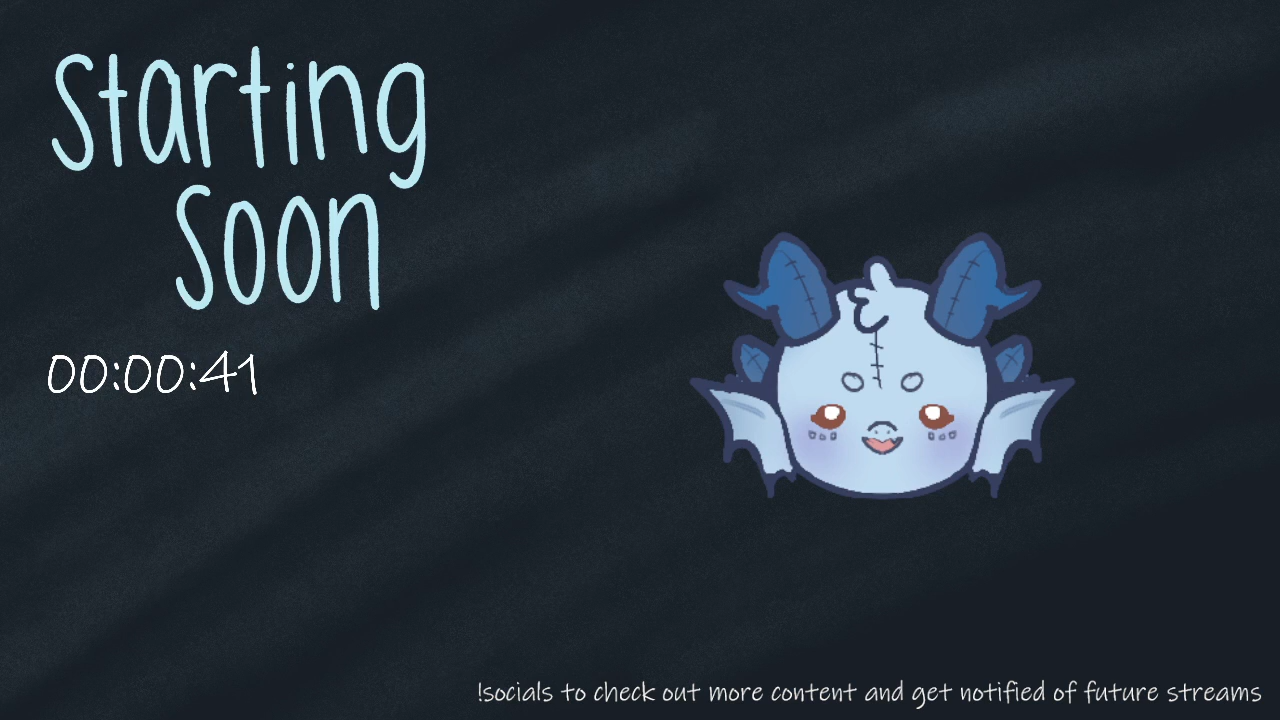 Starting
Soon
00:00:41
!socials to check out more content and get notified of future streams